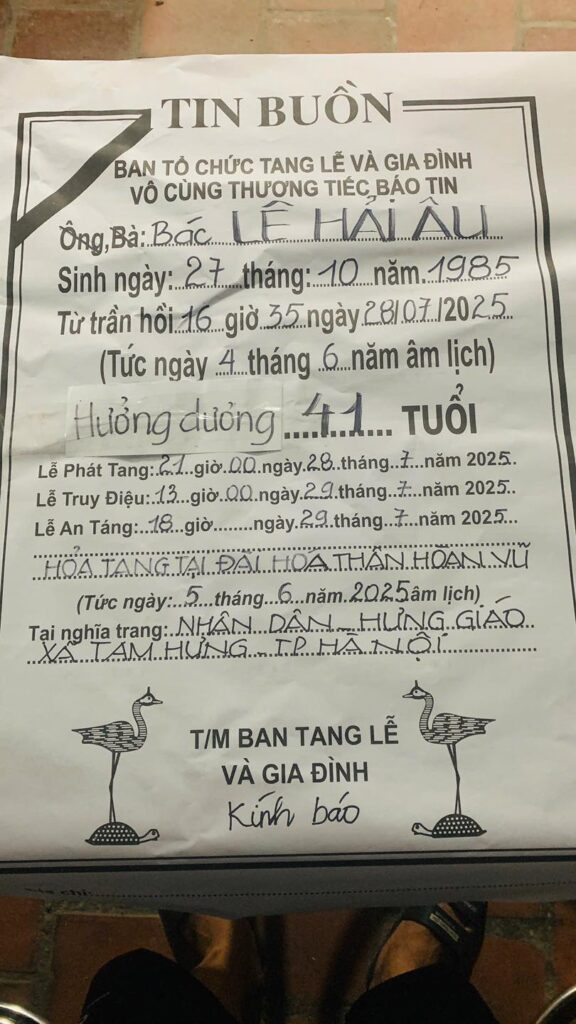 TIN BUỒN
BAN TỔ CHỨC TANG LỄ VÀ GIA ĐÌNH
VÔ CÙNG THƯƠNG TIẾC BÁO TIN
Ông,Bà: Bác LÊ HẢI ÂU
Sinh ngày: 27 tháng: 10 năm 1985
Từ trần hồi 16 giờ 35 ngày 28/07/2025
(Tức ngày 4 tháng 6 năm âm lịch)
Hưởng dưởng 41 TUỔI
Lễ Phát Tang: 21 giờ 00 ngày 28 tháng 7 năm 2025
Lễ Truy Điệu: 13 giờ 00 ngày 29 tháng 7 năm 2025
Lễ An Táng: 18 giờ........ngày 29 tháng 7 năm 2025
HỎA TANG TẠI ĐÀI HOA THÂN HOÀN VŨ
(Tức ngày: 5 tháng 6 năm 2025 âm lịch)
Tại nghĩa trang: NHÂN DÂN - HƯNG GIÁO
XÃ TAM HƯNG - TP HÀ NỘI
T/M BAN TANG LỄ
VÀ GIA ĐÌNH
Kính báo